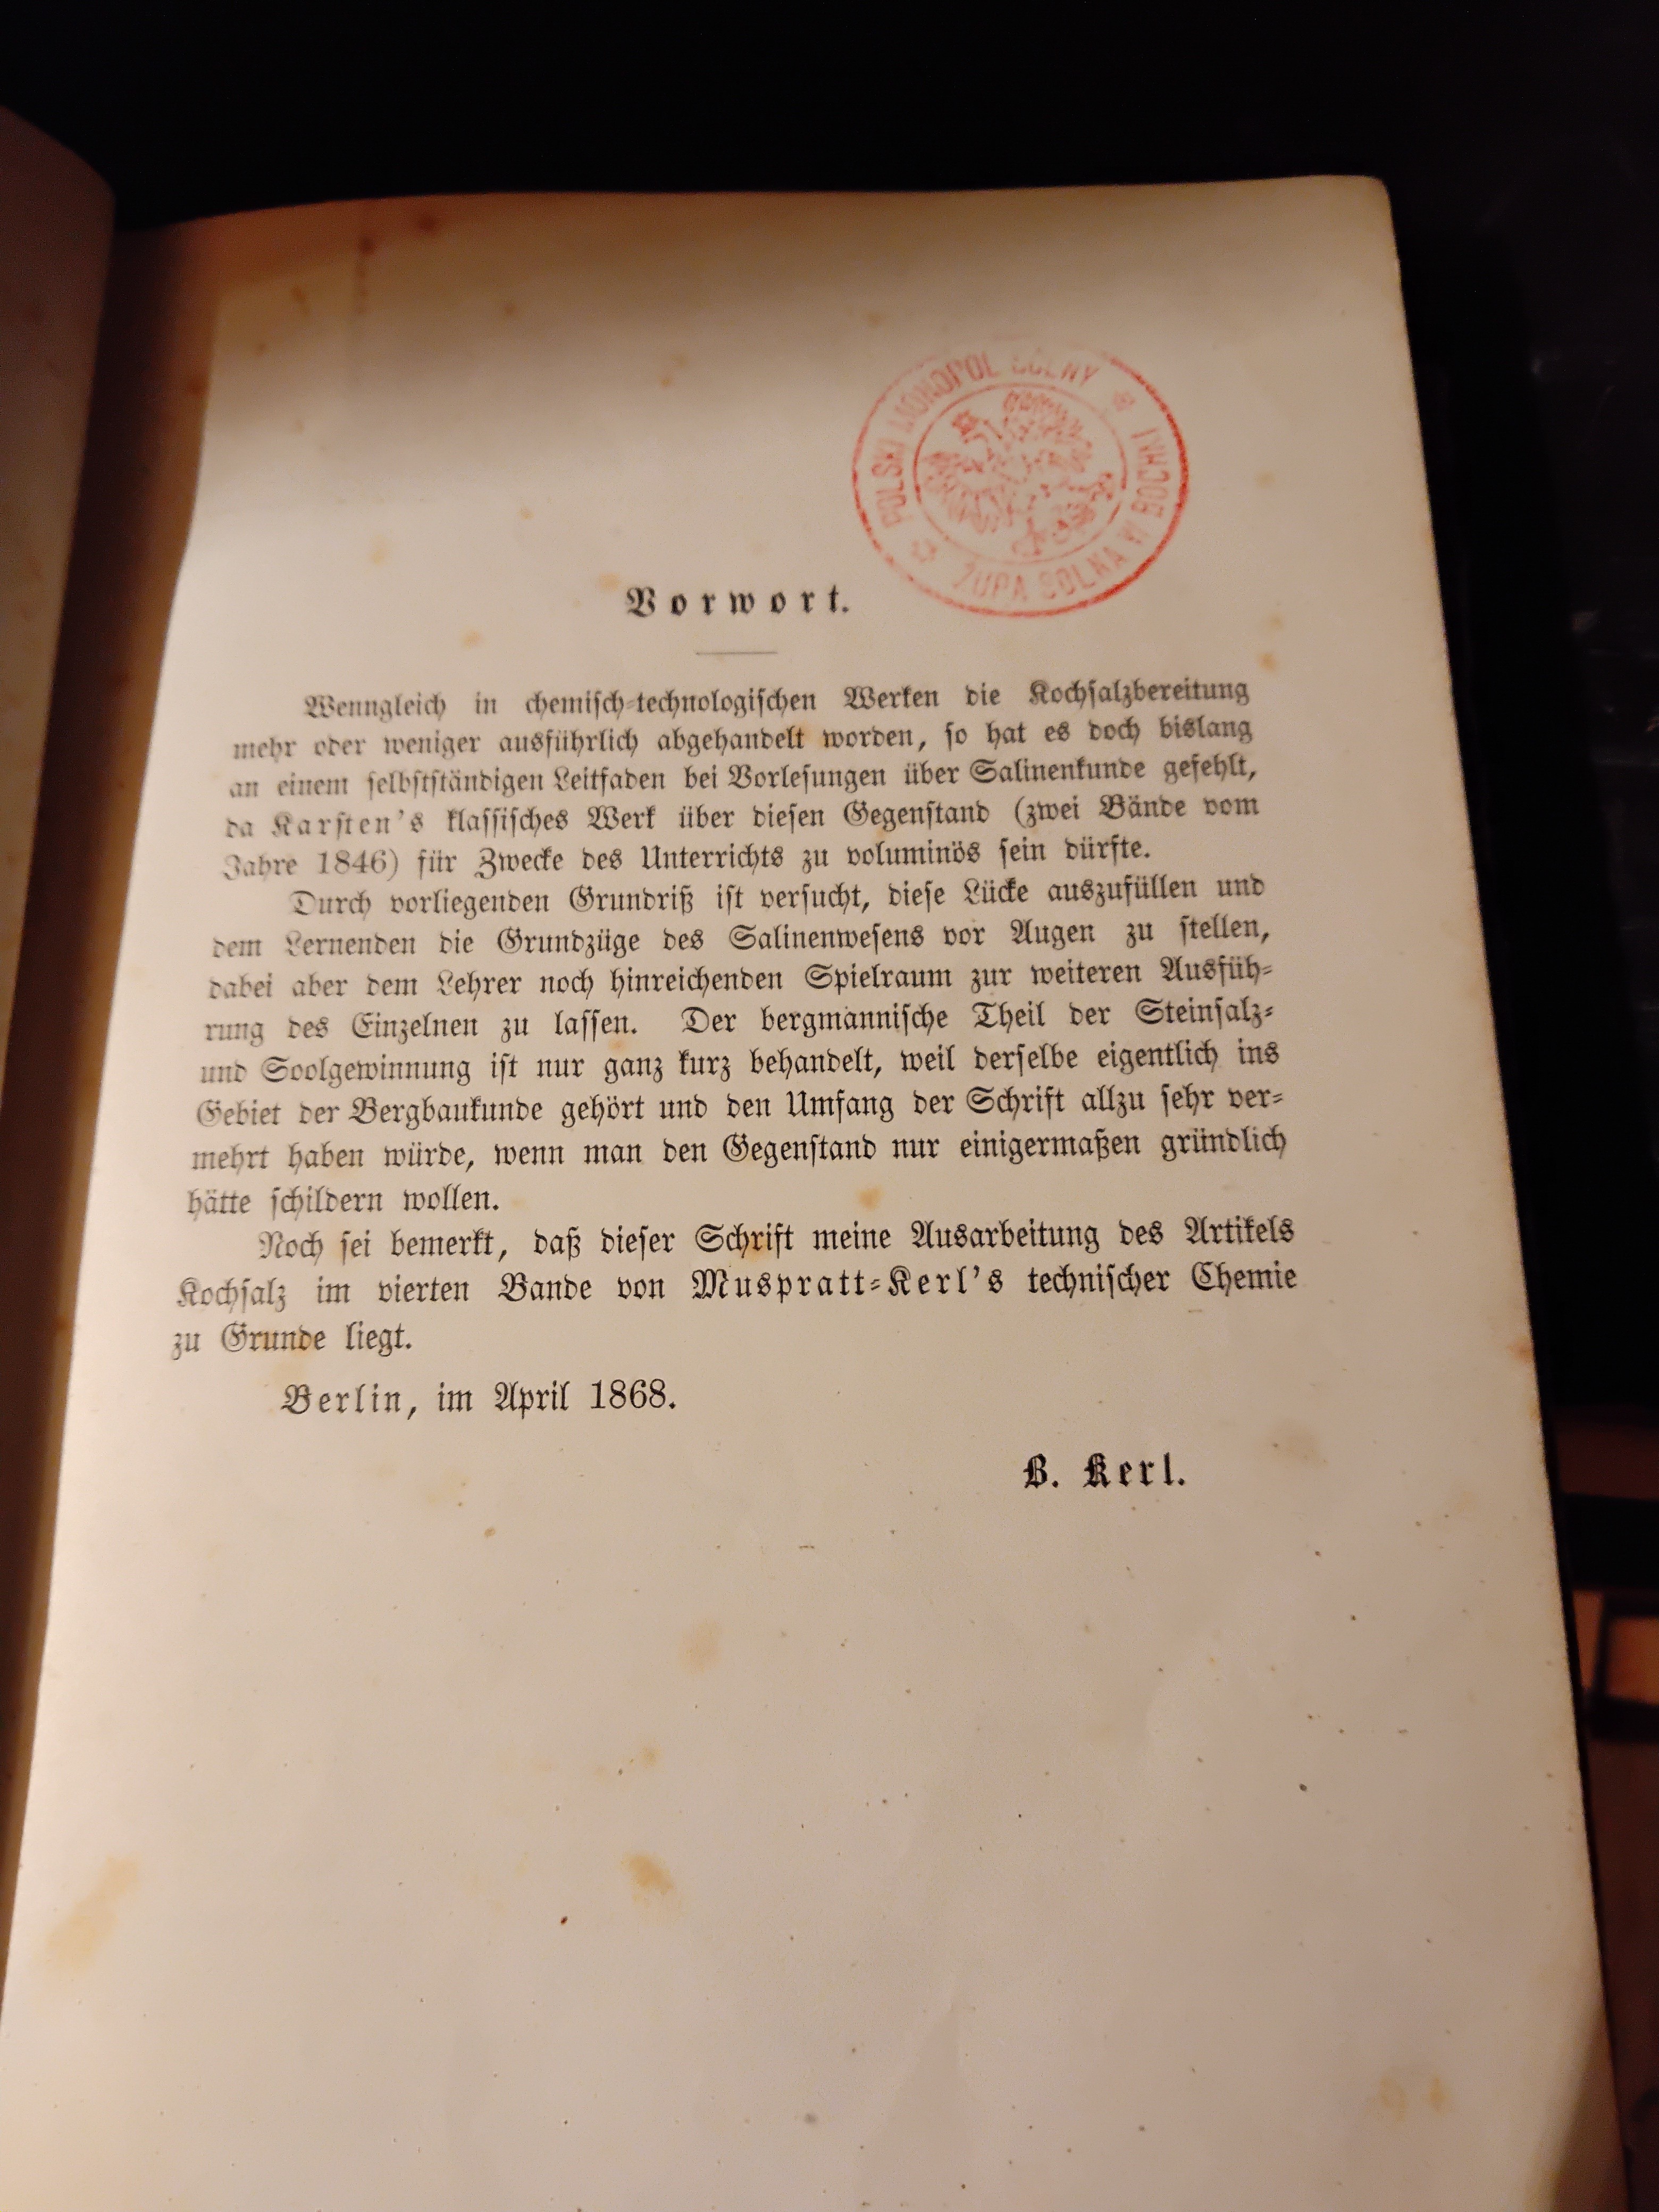 POLSKI MONOPOL SOLNY
ŻUPA SOLNA W BOCHNI
Vorwort.
Wenngleich in chemisch-technologischen Werken die Kochsalzbereitung
mehr oder weniger ausführlich abgehandelt worden, so hat es doch bislang
an einem selbstständigen Leitfaden bei Vorlesungen über Salinenkunde gefehlt,
da Karsten's klassisches Werk über diesen Gegenstand (zwei Bände vom
Jahre 1846) für Zwecke des Unterrichts zu voluminös sein dürfte.
Durch vorliegenden Grundriß ist versucht, diese Lücke auszufüllen und
dem Lernenden die Grundzüge des Salinenwesens vor Augen zu stellen,
dabei aber dem Lehrer noch hinreichenden Spielraum zur weiteren Ausfüh-
rung des Einzelnen zu lassen. Der bergmännische Theil der Steinsalz-
und Soolgewinnung ist nur ganz kurz behandelt, weil derselbe eigentlich ins
Gebiet der Bergbaukunde gehört und den Umfang der Schrift allzu sehr ver-
mehrt haben würde, wenn man den Gegenstand nur einigermaßen gründlich
hätte schildern wollen.
Noch sei bemerkt, daß dieser Schrift meine Ausarbeitung des Artikels
Kochsalz im vierten Bande von Muspratt-Kerl's technischer Chemie
zu Grunde liegt.
Berlin, im April 1868.
B. Kerl.